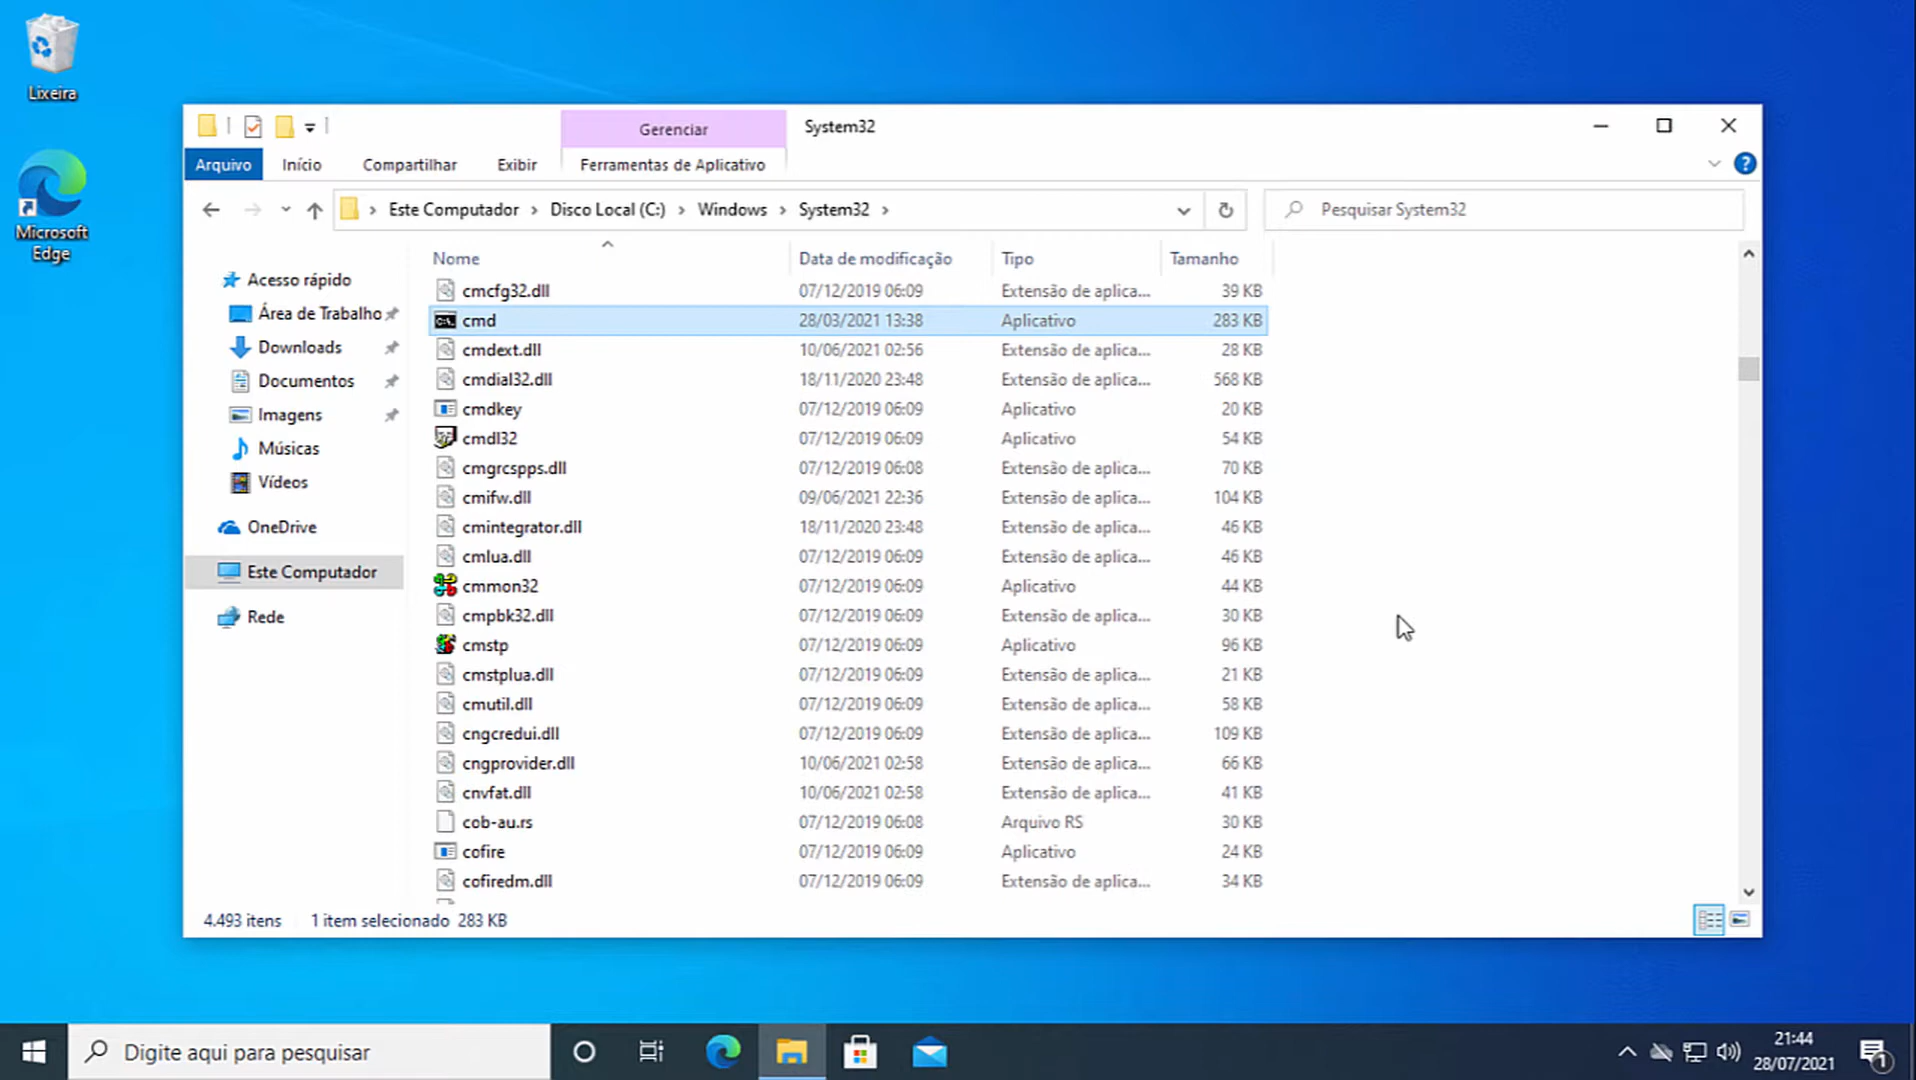 Lixeira
Microsoft
Edge
Gerenciar
System32
Arquivo
Início
Compartilhar
Exibir
Ferramentas de Aplicativo
Este Computador > Disco Local (C:) > Windows > System32 >
Pesquisar System32
Acesso rápido
Área de Trabalho
Downloads
Documentos
Imagens
Músicas
Vídeos
OneDrive
Este Computador
Rede
Nome Data de modificação Tipo Tamanho
cmcfg32.dll 07/12/2019 06:09 Extensão de aplica... 39 KB
cmd 28/03/2021 13:38 Aplicativo 283 KB
cmdext.dll 10/06/2021 02:56 Extensão de aplica... 28 KB
cmdial32.dll 18/11/2020 23:48 Extensão de aplica... 568 KB
cmdkey 07/12/2019 06:09 Aplicativo 20 KB
cmdl32 07/12/2019 06:09 Aplicativo 54 KB
cmgrcspps.dll 07/12/2019 06:08 Extensão de aplica... 70 KB
cmifw.dll 09/06/2021 22:36 Extensão de aplica... 104 KB
cmintegrator.dll 18/11/2020 23:48 Extensão de aplica... 46 KB
cmlua.dll 07/12/2019 06:09 Extensão de aplica... 46 KB
cmmon32 07/12/2019 06:09 Aplicativo 44 KB
cmpbk32.dll 07/12/2019 06:09 Extensão de aplica... 30 KB
cmstp 07/12/2019 06:09 Aplicativo 96 KB
cmstplua.dll 07/12/2019 06:09 Extensão de aplica... 21 KB
cmutil.dll 07/12/2019 06:09 Extensão de aplica... 58 KB
cngcredui.dll 07/12/2019 06:09 Extensão de aplica... 109 KB
cngprovider.dll 10/06/2021 02:58 Extensão de aplica... 66 KB
cnvfat.dll 10/06/2021 02:58 Extensão de aplica... 41 KB
cob-au.rs 07/12/2019 06:08 Arquivo RS 30 KB
cofire 07/12/2019 06:09 Aplicativo 24 KB
cofiredm.dll 07/12/2019 06:09 Extensão de aplica... 34 KB
4.493 itens 1 item selecionado 283 KB
Digite aqui para pesquisar
21:44
28/07/2021
1